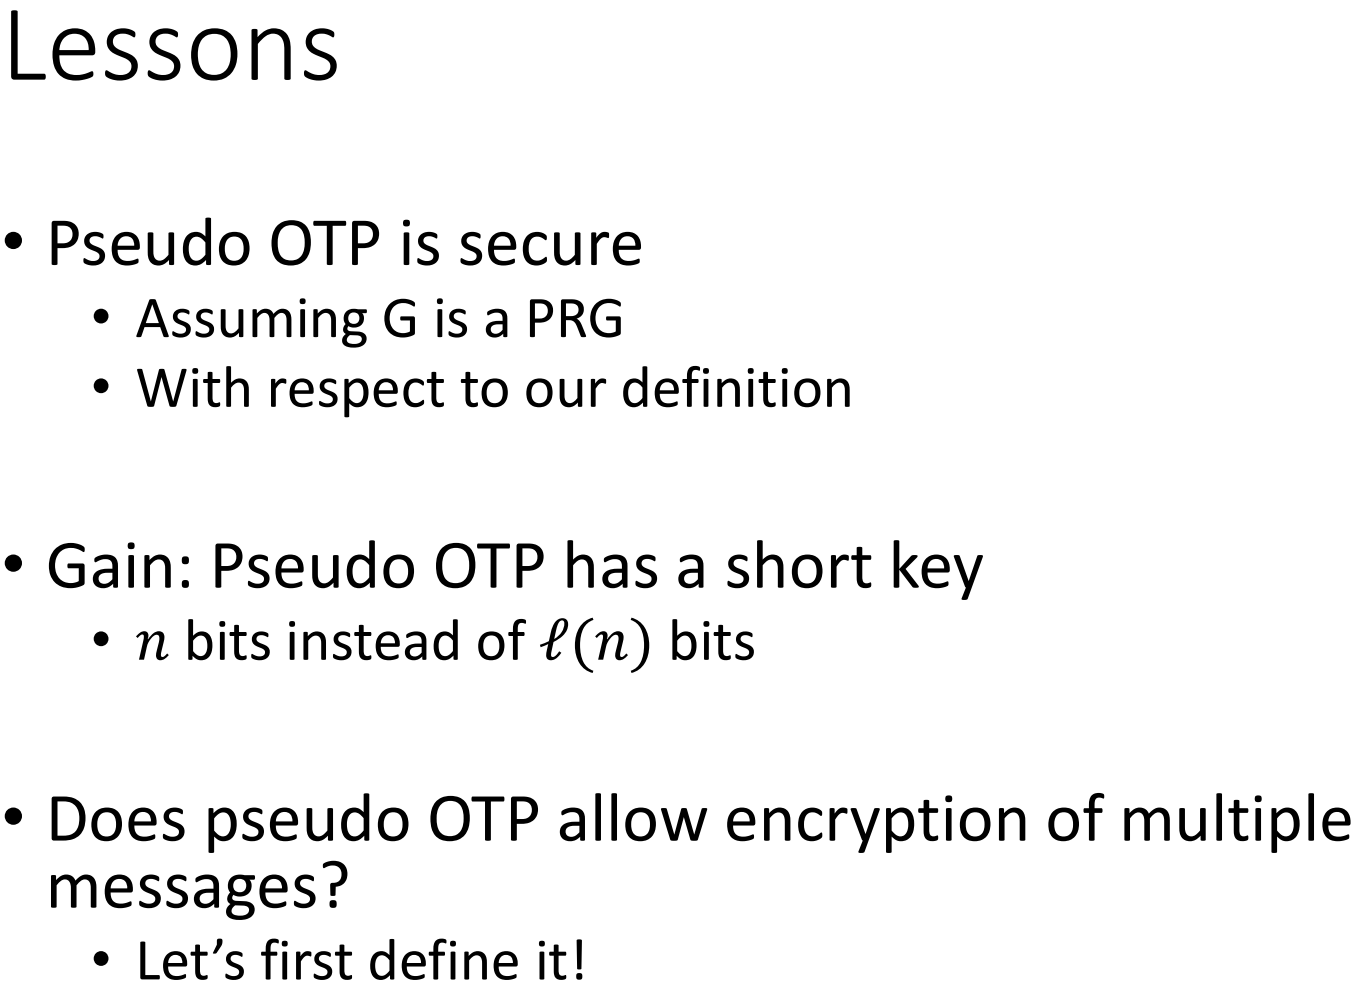 Lessons
• Pseudo OTP is secure
• Assuming G is a PRG
• With respect to our definition
• Gain: Pseudo OTP has a short key
• 𝑛 bits instead of ℓ(𝑛) bits
• Does pseudo OTP allow encryption of multiple
messages?
• Let’s first define it!